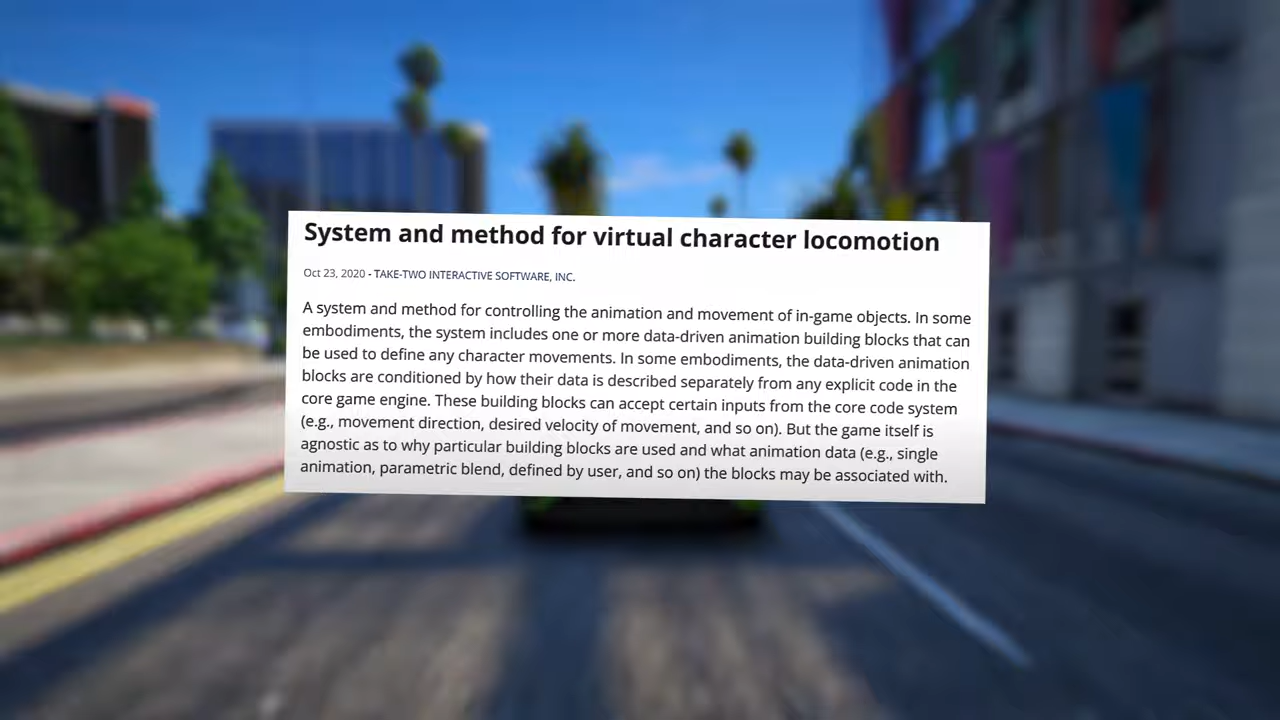 System and method for virtual character locomotion
Oct 23, 2020 - TAKE-TWO INTERACTIVE SOFTWARE, INC.
A system and method for controlling the animation and movement of in-game objects. In some
embodiments, the system includes one or more data-driven animation building blocks that can
be used to define any character movements. In some embodiments, the data-driven animation
blocks are conditioned by how their data is described separately from any explicit code in the
core game engine. These building blocks can accept certain inputs from the core code system
(e.g., movement direction, desired velocity of movement, and so on). But the game itself is
agnostic as to why particular building blocks are used and what animation data (e.g., single
animation, parametric blend, defined by user, and so on) the blocks may be associated with.